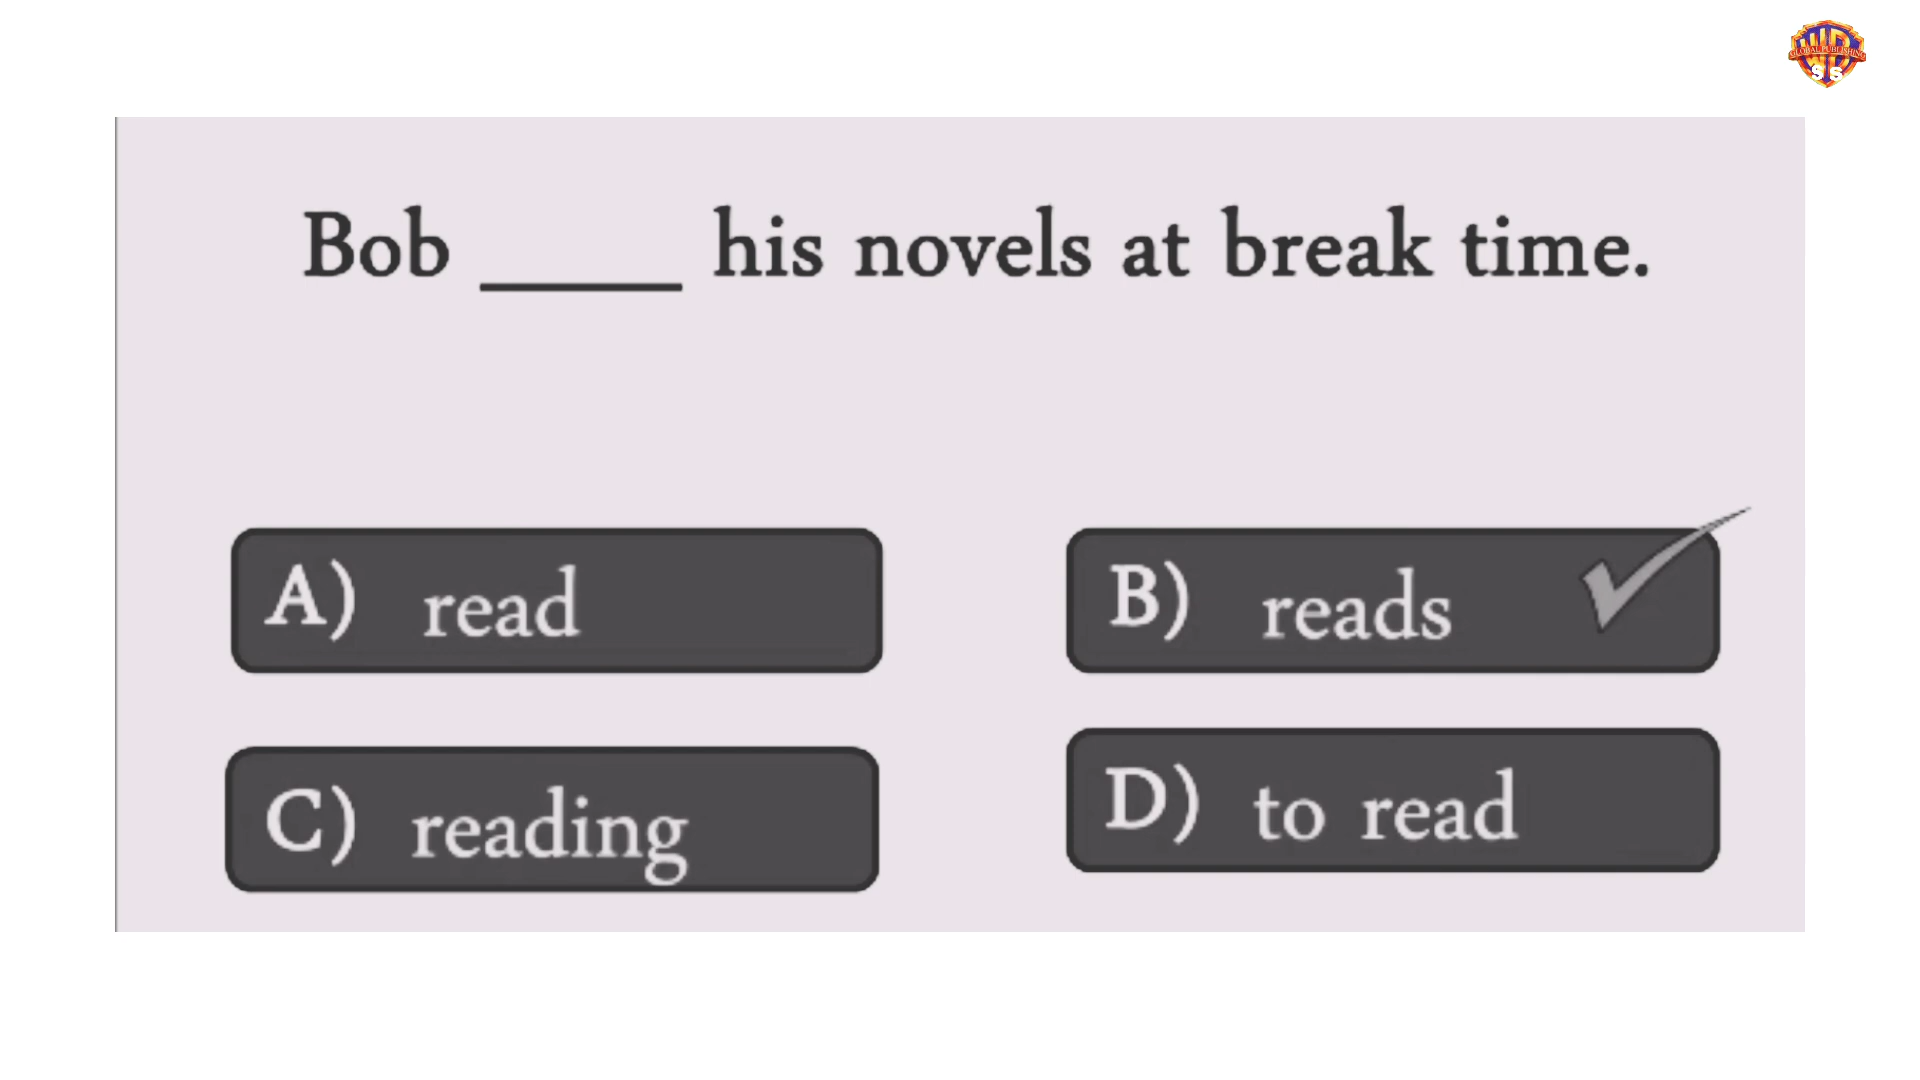 Bob _____ his novels at break time.
A) read
B) reads
C) reading
D) to read